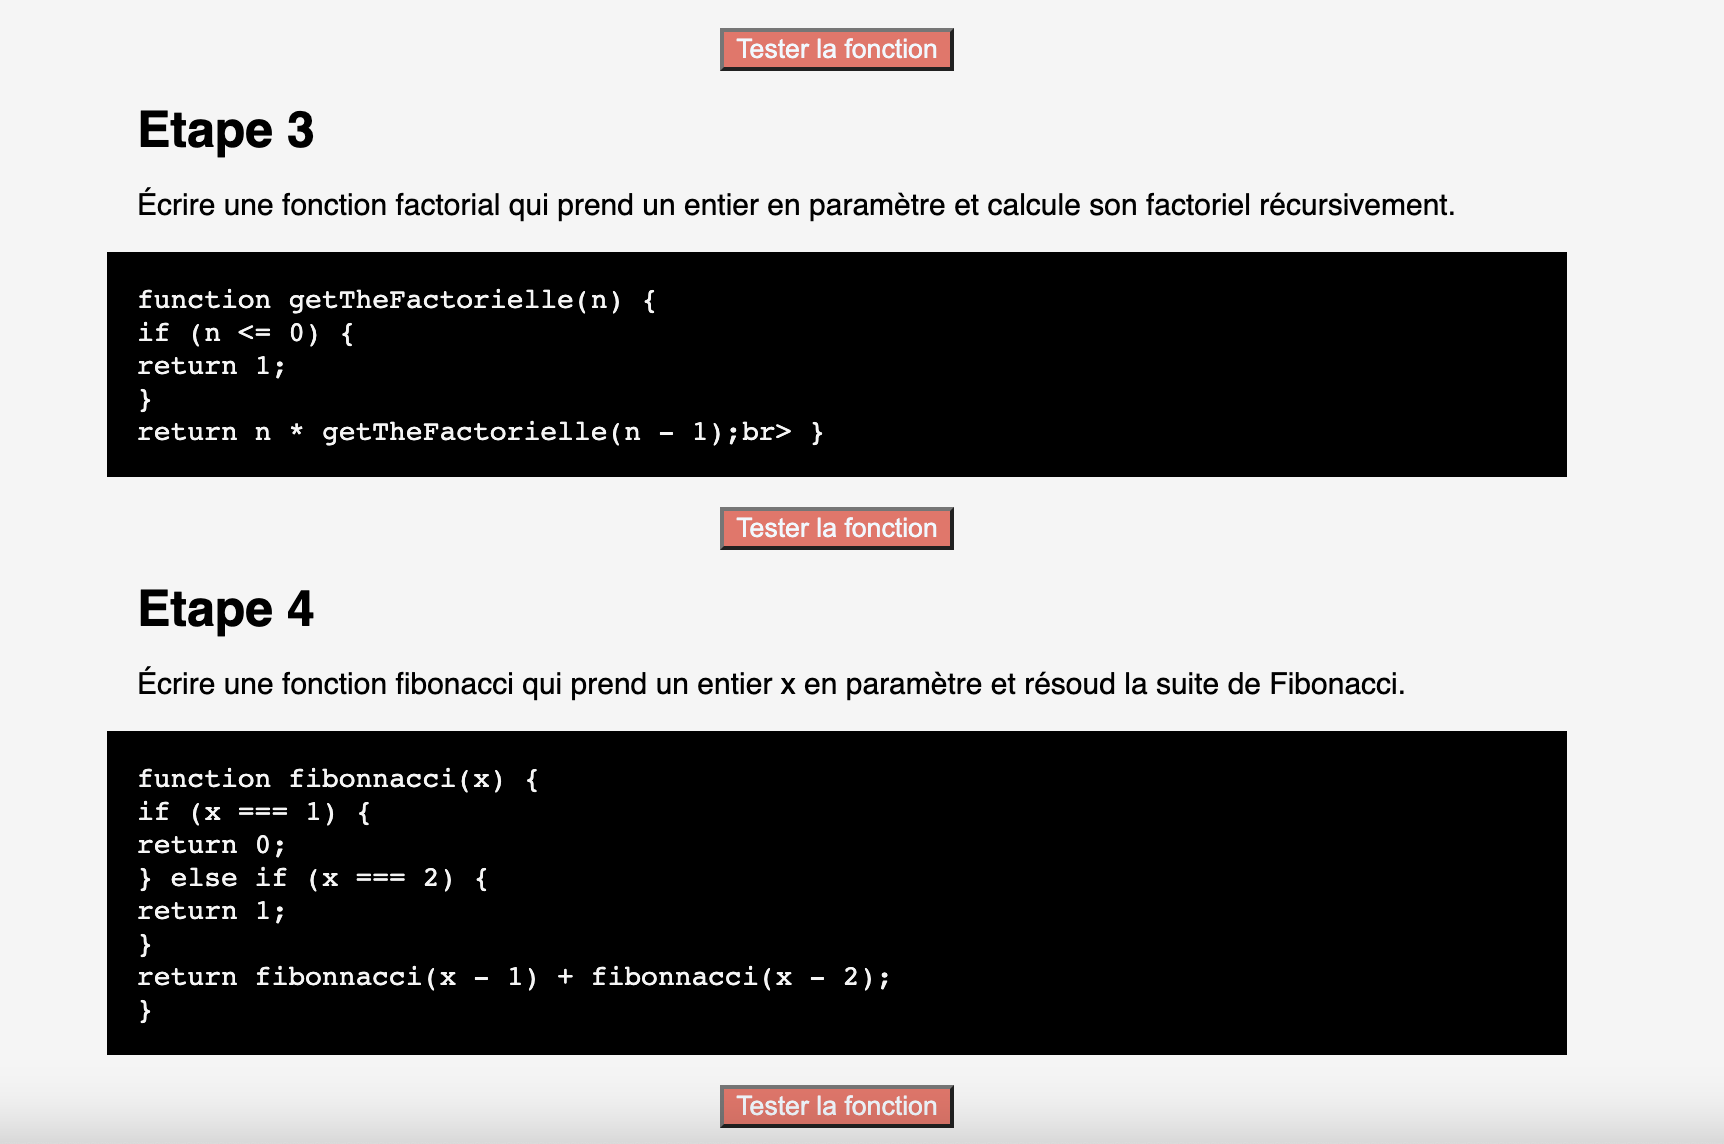 Tester la fonction
Etape 3
Écrire une fonction factorial qui prend un entier en paramètre et calcule son factoriel récursivement.
function getTheFactorielle(n) {
if (n <= 0) {
return 1;
}
return n * getTheFactorielle(n - 1);br> }
Tester la fonction
Etape 4
Écrire une fonction fibonacci qui prend un entier x en paramètre et résoud la suite de Fibonacci.
function fibonnacci(x) {
if (x === 1) {
return 0;
} else if (x === 2) {
return 1;
}
return fibonnacci(x - 1) + fibonnacci(x - 2);
}
Tester la fonction